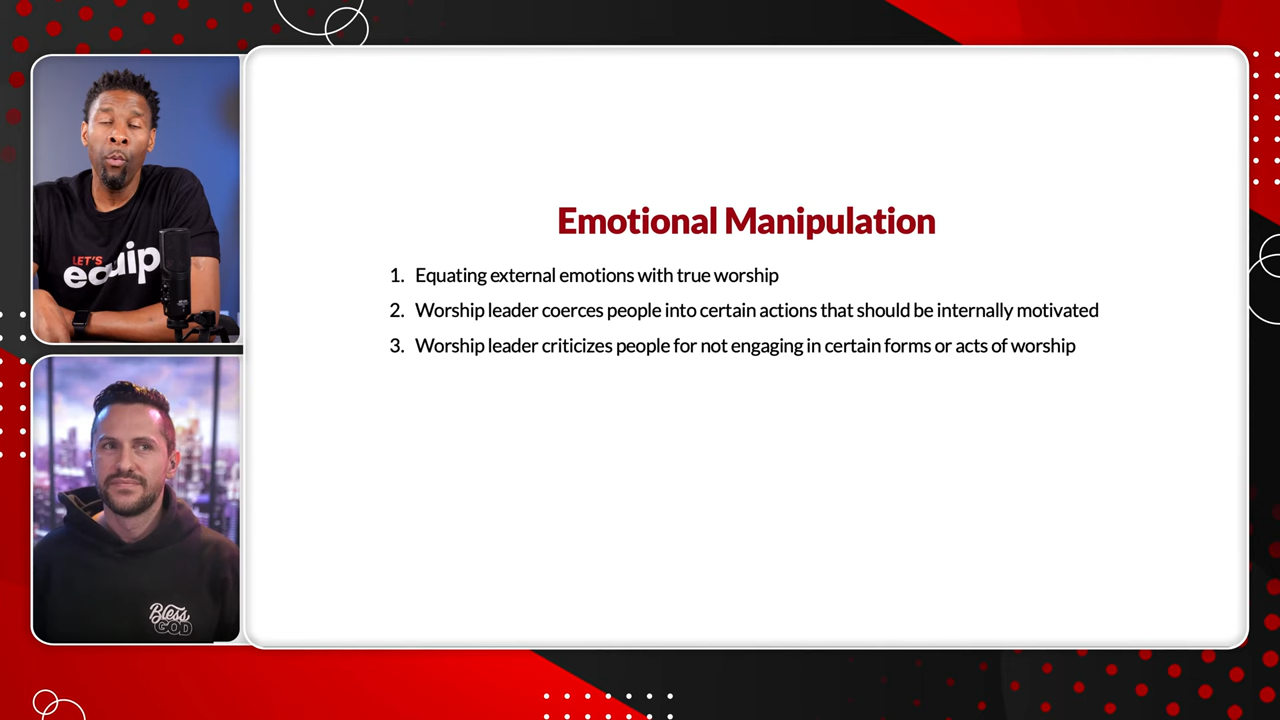 LET'S
equip
Bless
GOD
Emotional Manipulation
1. Equating external emotions with true worship
2. Worship leader coerces people into certain actions that should be internally motivated
3. Worship leader criticizes people for not engaging in certain forms or acts of worship